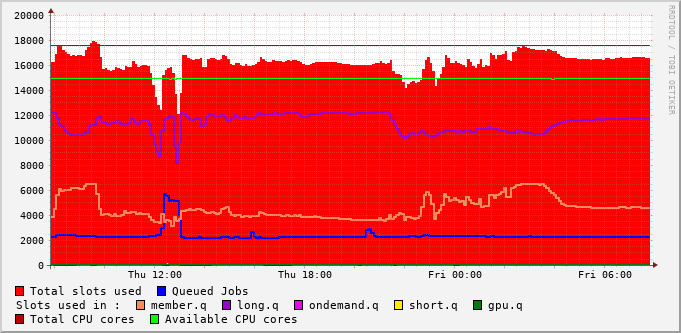 RRDTOOL / TOBI OETIKER
20000
18000
16000
14000
12000
10000
8000
6000
4000
2000
0
Thu 12:00 Thu 18:00 Fri 00:00 Fri 06:00
Total slots used Queued Jobs
Slots used in : member.q long.q ondemand.q short.q gpu.q
Total CPU cores Available CPU cores